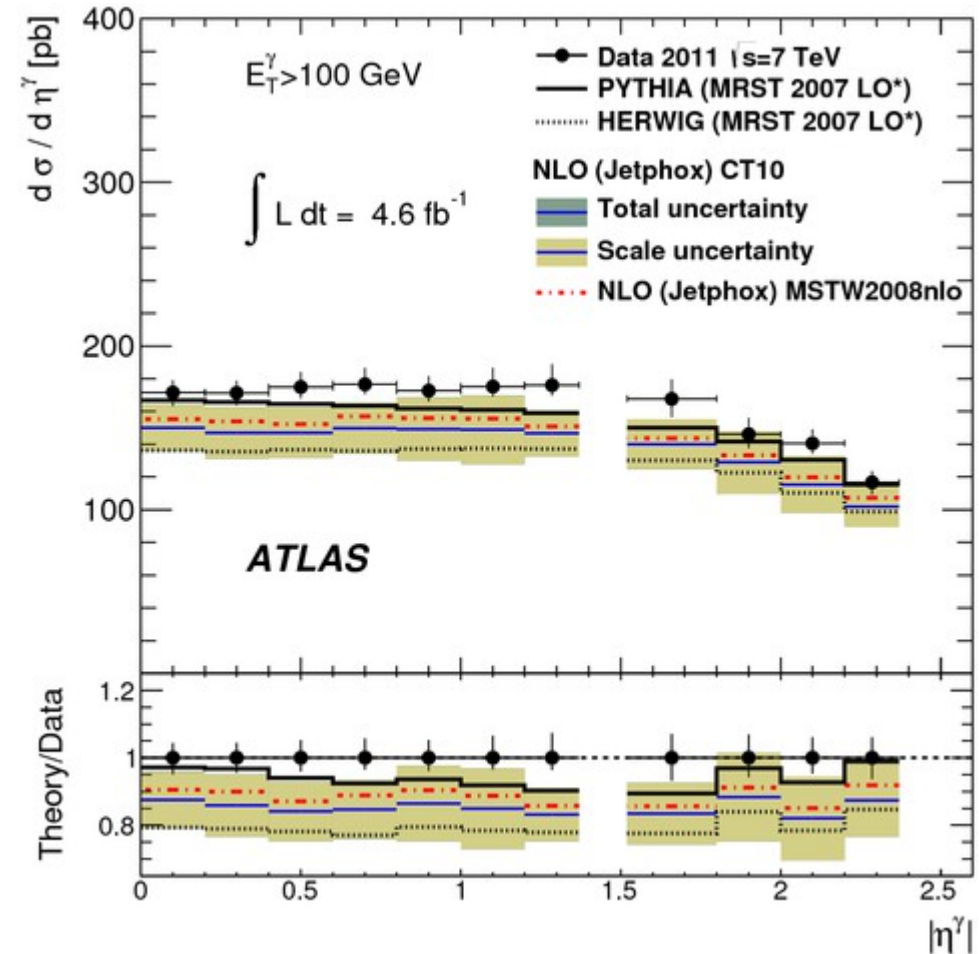 400
300
200
100
d σ / d η^γ [pb]
E_T^γ>100 GeV
∫ L dt = 4.6 fb^-1
Data 2011 √s=7 TeV
PYTHIA (MRST 2007 LO*)
HERWIG (MRST 2007 LO*)
NLO (Jetphox) CT10
Total uncertainty
Scale uncertainty
NLO (Jetphox) MSTW2008nlo
ATLAS
Theory/Data
1.2
1
0.8
0 0.5 1 1.5 2 2.5
|η^γ|